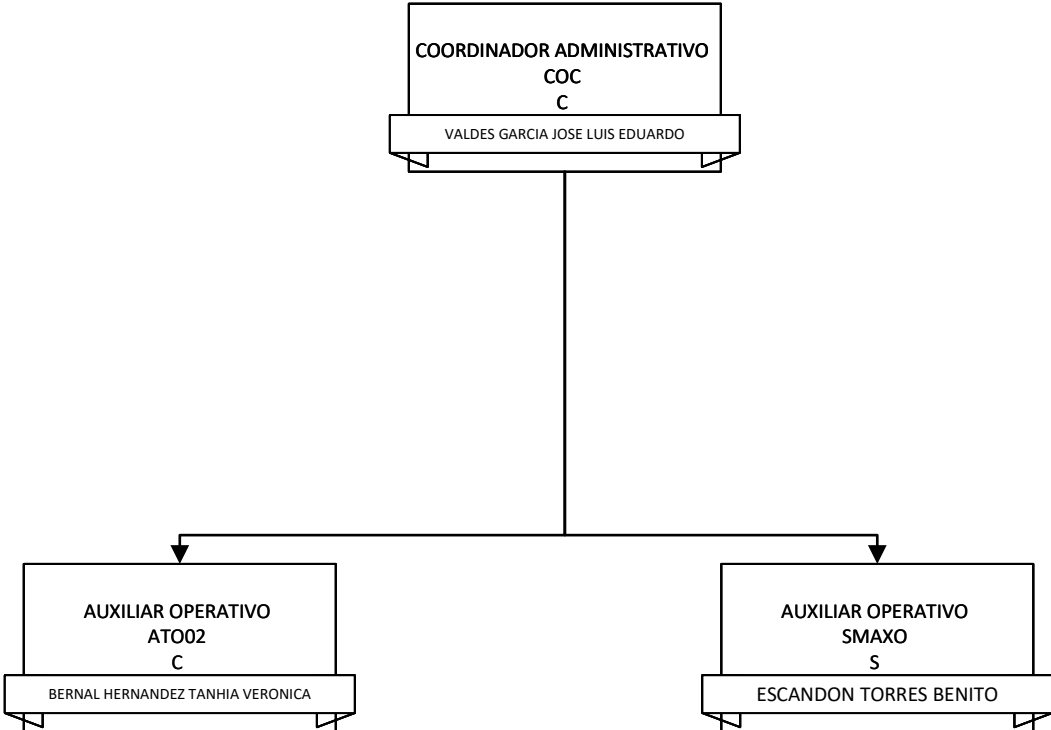 COORDINADOR ADMINISTRATIVO
COC
C
VALDES GARCIA JOSE LUIS EDUARDO
AUXILIAR OPERATIVO
ATO02
C
BERNAL HERNANDEZ TANHIA VERONICA
AUXILIAR OPERATIVO
SMAXO
S
ESCANDON TORRES BENITO